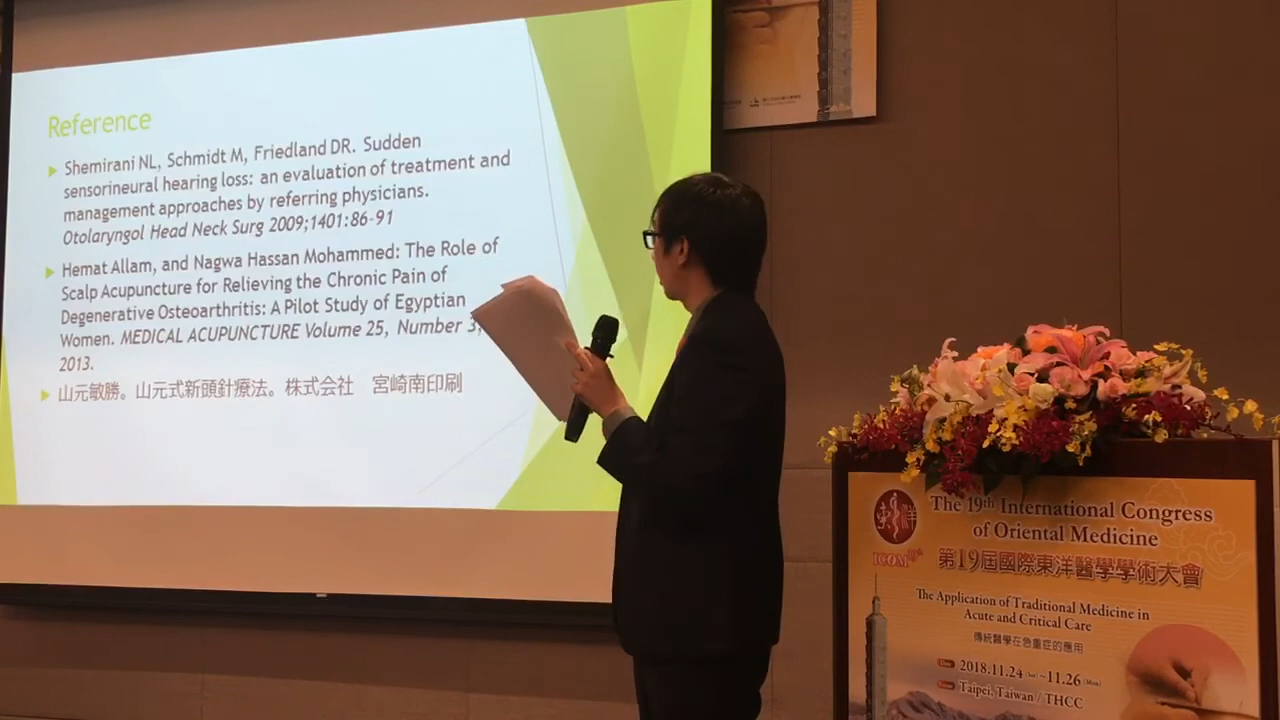 Reference
Shemirani NL, Schmidt M, Friedland DR. Sudden
sensorineural hearing loss: an evaluation of treatment and
management approaches by referring physicians.
Otolaryngol Head Neck Surg 2009;1401:86-91
Hemat Allam, and Nagwa Hassan Mohammed: The Role of
Scalp Acupuncture for Relieving the Chronic Pain of
Degenerative Osteoarthritis: A Pilot Study of Egyptian
Women. MEDICAL ACUPUNCTURE Volume 25, Number 3,
2013.
山元敏勝。山元式新頭針療法。株式会社 宮崎南印刷
The 19th International Congress
of Oriental Medicine
ICOM 19th
第19屆國際東洋醫學學術大會
The Application of Traditional Medicine in
Acute and Critical Care
傳統醫學在急重症的應用
Date 2018.11.24 (Sat) ~11.26 (Mon)
Venue Taipei, Taiwan / THCC